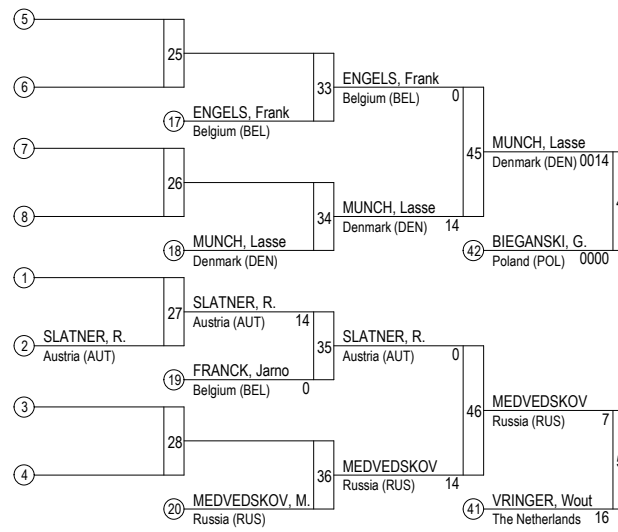 5
25
6
33
ENGELS, Frank
Belgium (BEL)
0
17
ENGELS, Frank
Belgium (BEL)
7
45
MUNCH, Lasse
Denmark (DEN) 0014
26
8
34
MUNCH, Lasse
Denmark (DEN)
14
18
MUNCH, Lasse
Denmark (DEN)
42
BIEGANSKI, G.
Poland (POL) 0000
1
27
SLATNER, R.
Austria (AUT) 14
2
SLATNER, R.
Austria (AUT)
35
SLATNER, R.
Austria (AUT)
0
19
FRANCK, Jarno
Belgium (BEL) 0
3
46
MEDVEDSKOV
Russia (RUS) 7
28
4
36
MEDVEDSKOV
Russia (RUS) 14
20
MEDVEDSKOV, M.
Russia (RUS)
41
VRINGER, Wout
The Netherlands 16